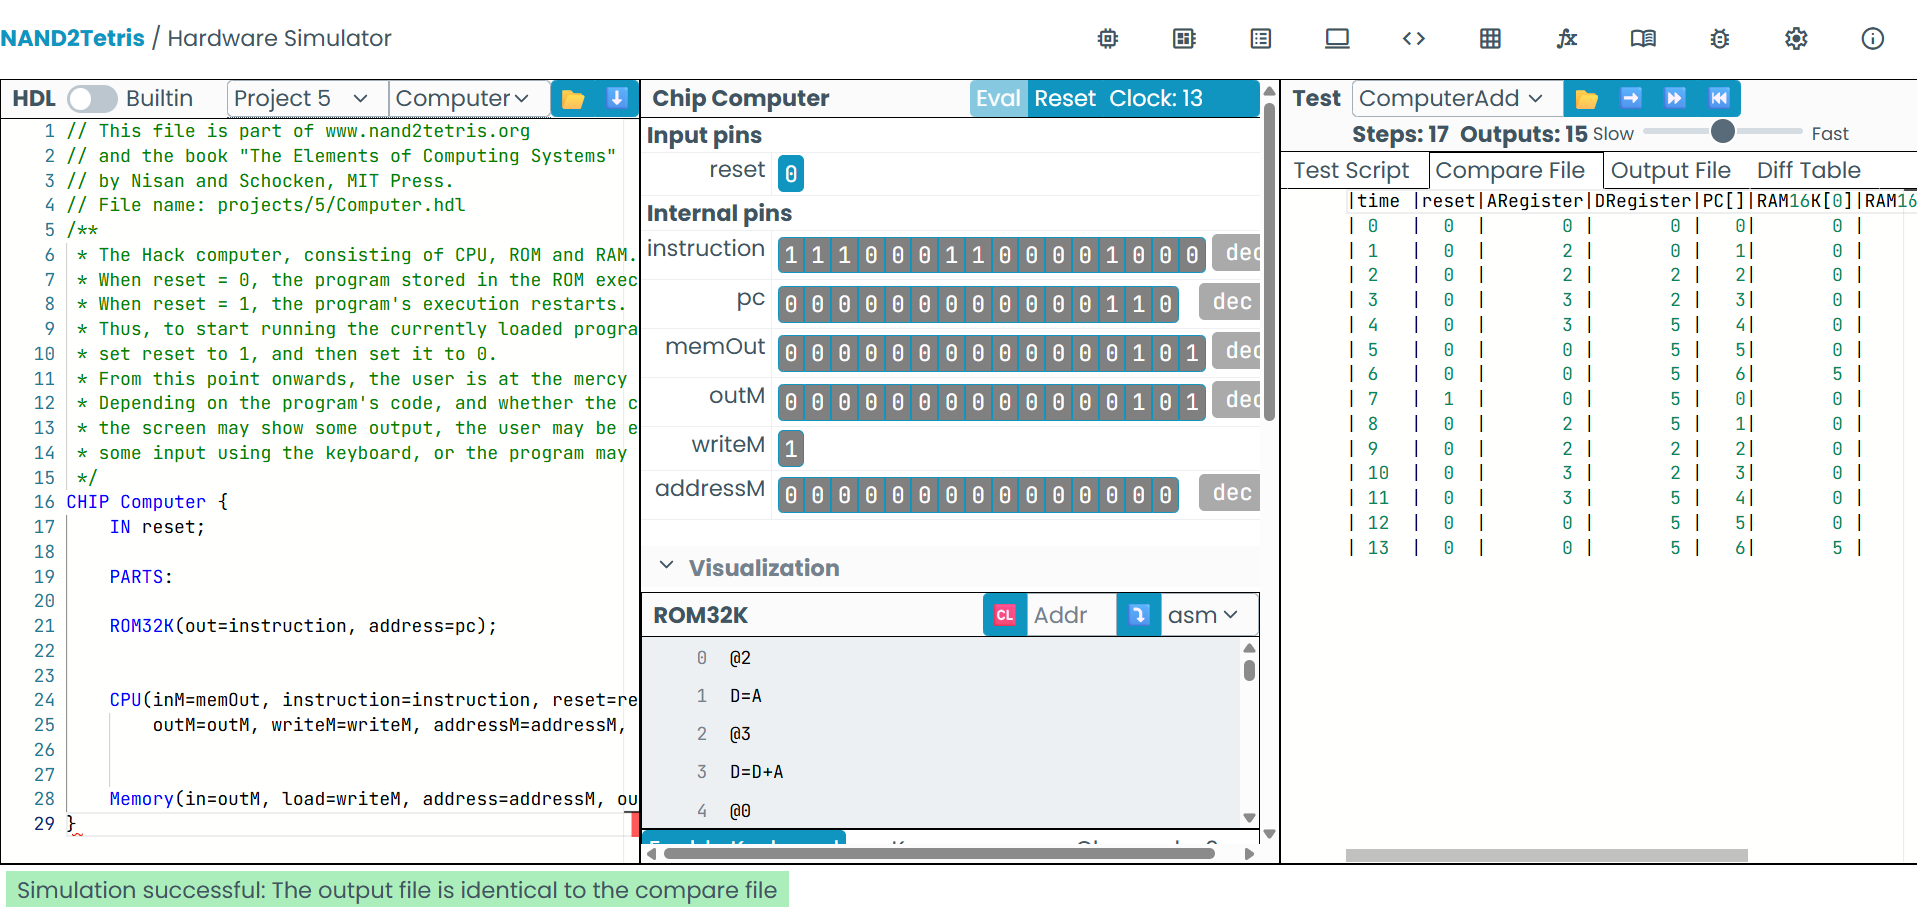 NAND2Tetris / Hardware Simulator
HDL Builtin Project 5 Computer
1 // This file is part of www.nand2tetris.org
2 // and the book "The Elements of Computing Systems"
3 // by Nisan and Schocken, MIT Press.
4 // File name: projects/5/Computer.hdl
5 /**
6 * The Hack computer, consisting of CPU, ROM and RAM.
7 * When reset = 0, the program stored in the ROM exec
8 * When reset = 1, the program's execution restarts.
9 * Thus, to start running the currently loaded progra
10 * set reset to 1, and then set it to 0.
11 * From this point onwards, the user is at the mercy
12 * Depending on the program's code, and whether the c
13 * the screen may show some output, the user may be e
14 * some input using the keyboard, or the program may
15 */
16 CHIP Computer {
17 IN reset;
18
19 PARTS:
20
21 ROM32K(out=instruction, address=pc);
22
23
24 CPU(inM=memOut, instruction=instruction, reset=re
25 outM=outM, writeM=writeM, addressM=addressM,
26
27
28 Memory(in=outM, load=writeM, address=addressM, ou
29 }
Chip Computer Eval Reset Clock: 13
Input pins
reset 0
Internal pins
instruction 1 1 1 0 0 0 1 1 0 0 0 0 1 0 0 0 dec
pc 0 0 0 0 0 0 0 0 0 0 0 0 1 1 0 dec
memOut 0 0 0 0 0 0 0 0 0 0 0 0 0 1 0 1 dec
outM 0 0 0 0 0 0 0 0 0 0 0 0 0 1 0 1 dec
writeM 1
addressM 0 0 0 0 0 0 0 0 0 0 0 0 0 0 0 dec
Visualization
ROM32K CL Addr asm
0 @2
1 D=A
2 @3
3 D=D+A
4 @0
Test ComputerAdd
Steps: 17 Outputs: 15 Slow Fast
Test Script Compare File Output File Diff Table
|time |reset|ARegister|DRegister|PC[]|RAM16K[0]|RAM16
| 0 | 0 | 0 | 0 | 0| 0 |
| 1 | 0 | 2 | 0 | 1| 0 |
| 2 | 0 | 2 | 2 | 2| 0 |
| 3 | 0 | 3 | 2 | 3| 0 |
| 4 | 0 | 3 | 5 | 4| 0 |
| 5 | 0 | 0 | 5 | 5| 0 |
| 6 | 0 | 0 | 5 | 6| 5 |
| 7 | 1 | 0 | 5 | 0| 0 |
| 8 | 0 | 2 | 5 | 1| 0 |
| 9 | 0 | 2 | 2 | 2| 0 |
| 10 | 0 | 3 | 2 | 3| 0 |
| 11 | 0 | 3 | 5 | 4| 0 |
| 12 | 0 | 0 | 5 | 5| 0 |
| 13 | 0 | 0 | 5 | 6| 5 |
Simulation successful: The output file is identical to the compare file